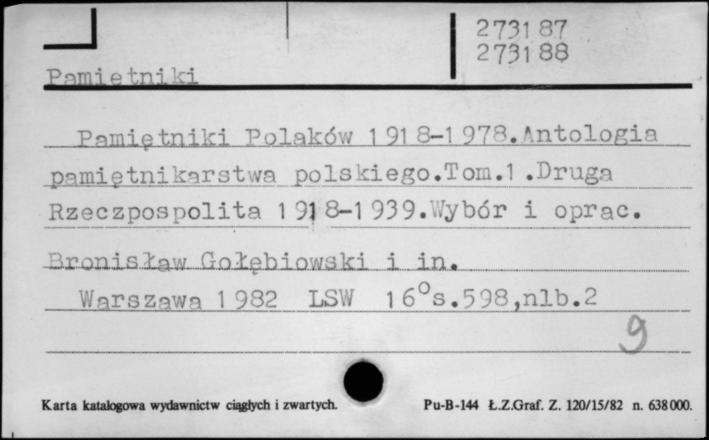 273187
273188
Pamiętniki
Pamiętniki Polaków 1918-1978.Antologia
pamiętnikarstwa polskiego.Tom.1.Druga
Rzeczpospolita 1918-1939.Wybór i oprac.
Bronisław Gołębiowski i in.
Warszawa 1982 LSW 16°s.598,nlb.2
9
Karta katalogowa wydawnictw ciągłych i zwartych. Pu-B-144 Ł.Z.Graf. Z. 120/15/82 n. 638000.